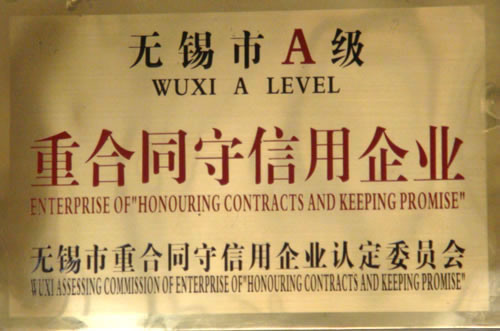 无锡市A级
WUXI A LEVEL
重合同守信用企业
ENTERPRISE OF"HONOURING CONTRACTS AND KEEPING PROMISE"
无锡市重合同守信用企业认定委员会
WUXI ASSESSING COMMISSION OF ENTERPRISE OF"HONOURING CONTRACTS AND KEEPING PROMISE"